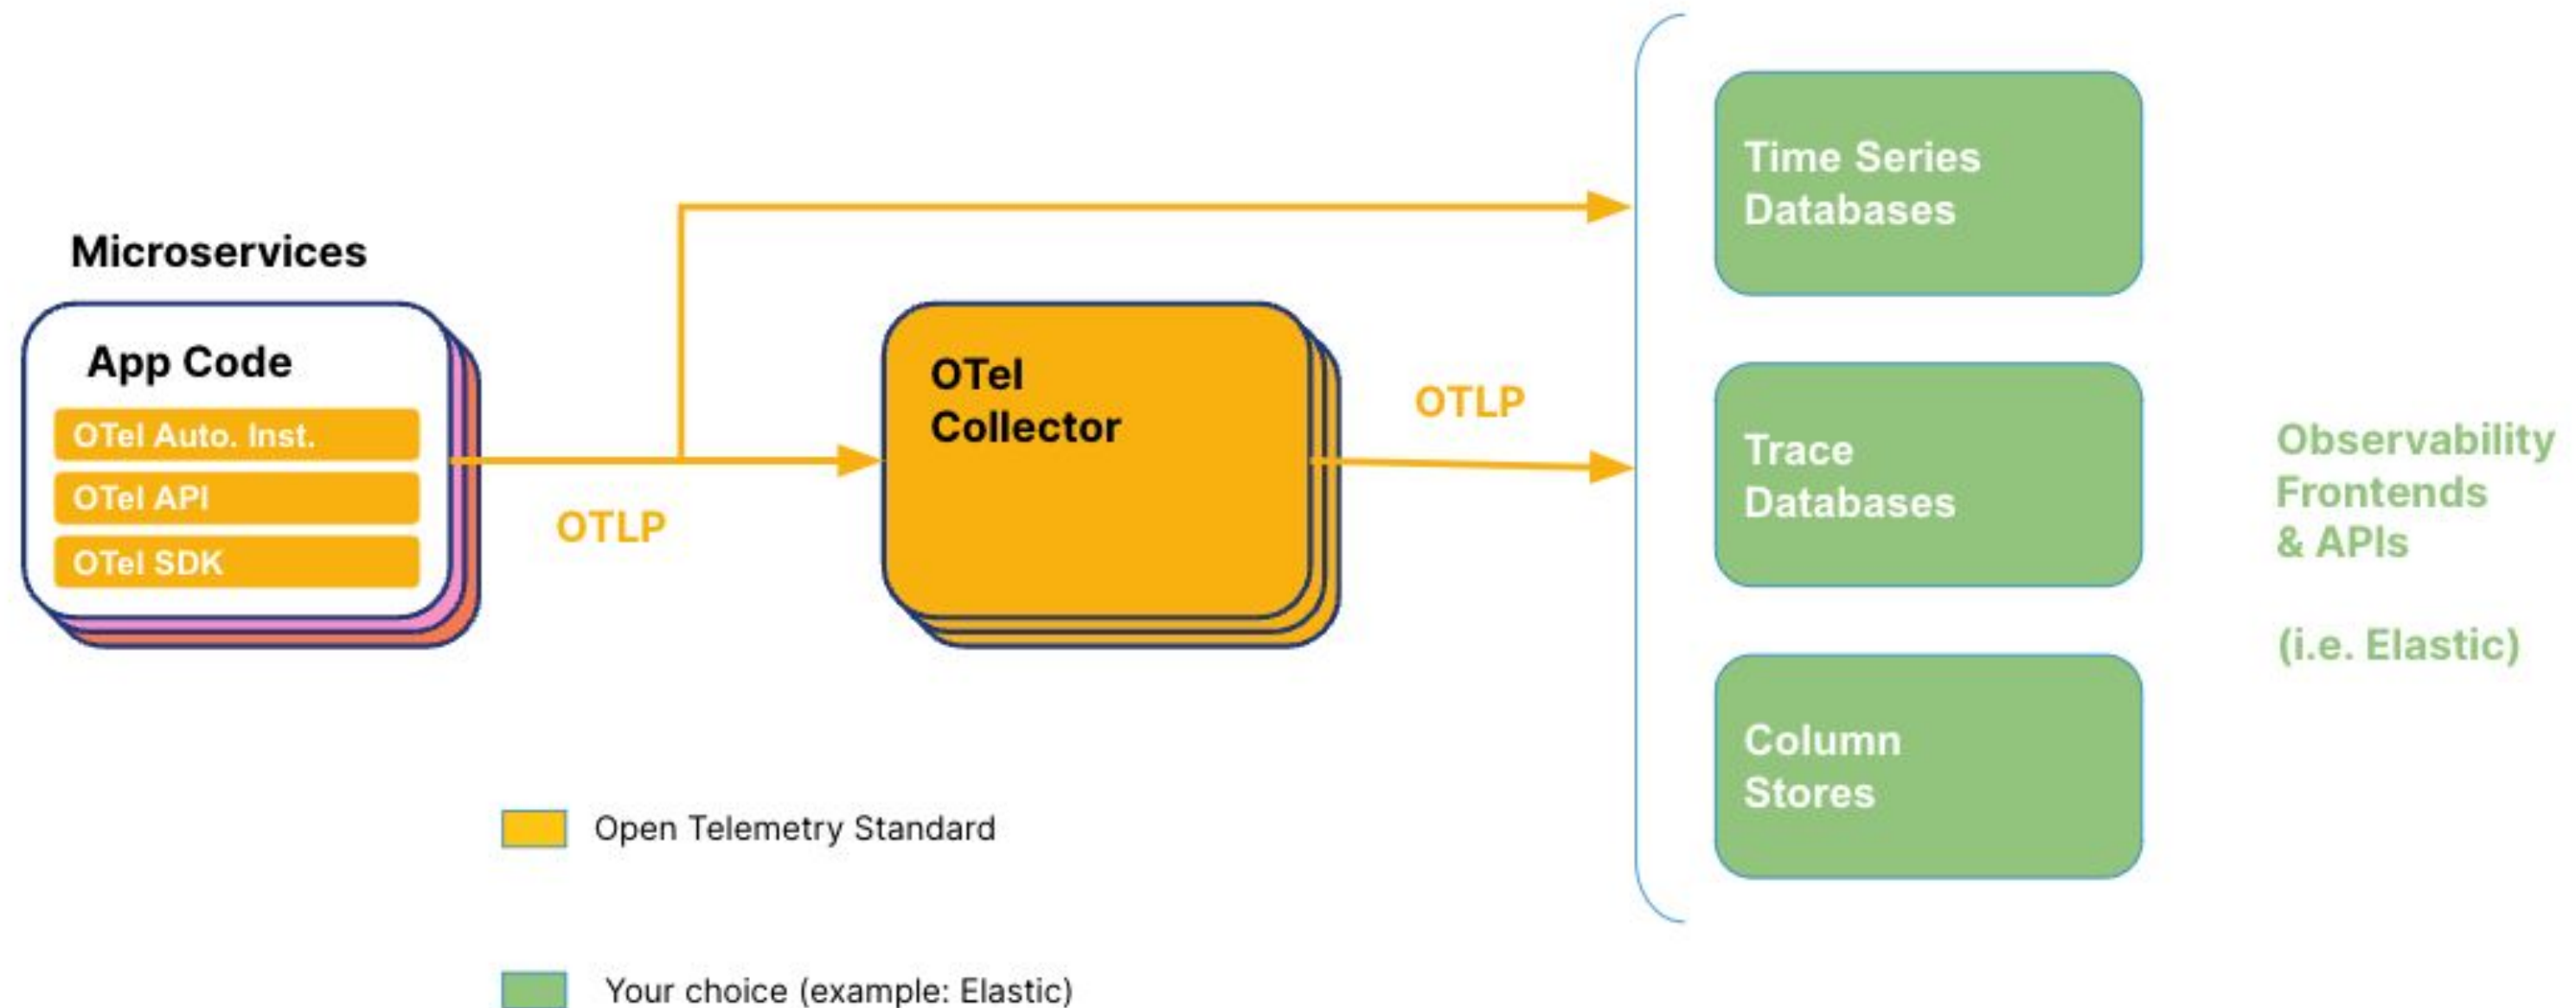 Microservices
App Code
OTel Auto. Inst.
OTel API
OTel SDK
OTLP
OTel
Collector
OTLP
Time Series
Databases
Trace
Databases
Column
Stores
Observability
Frontends
& APIs
(i.e. Elastic)
Open Telemetry Standard
Your choice (example: Elastic)